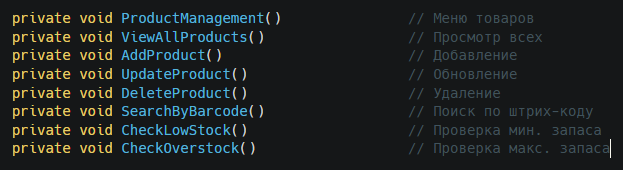 private void ProductManagement() // Меню товаров
private void ViewAllProducts() // Просмотр всех
private void AddProduct() // Добавление
private void UpdateProduct() // Обновление
private void DeleteProduct() // Удаление
private void SearchByBarcode() // Поиск по штрих-коду
private void CheckLowStock() // Проверка мин. запаса
private void CheckOverstock() // Проверка макс. запаса